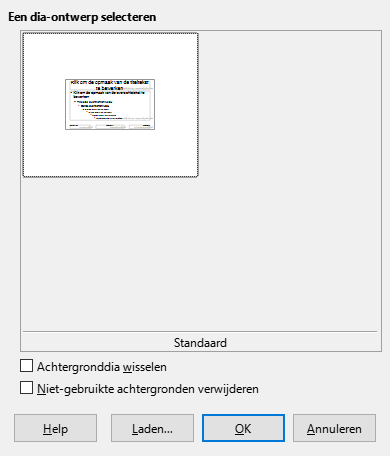 Een dia-ontwerp selecteren
Klik om de opmaak van de titeltekst
te bewerken
Standaard
Achtergronddia wisselen
Niet-gebruikte achtergronden verwijderen
Help
Laden...
OK
Annuleren